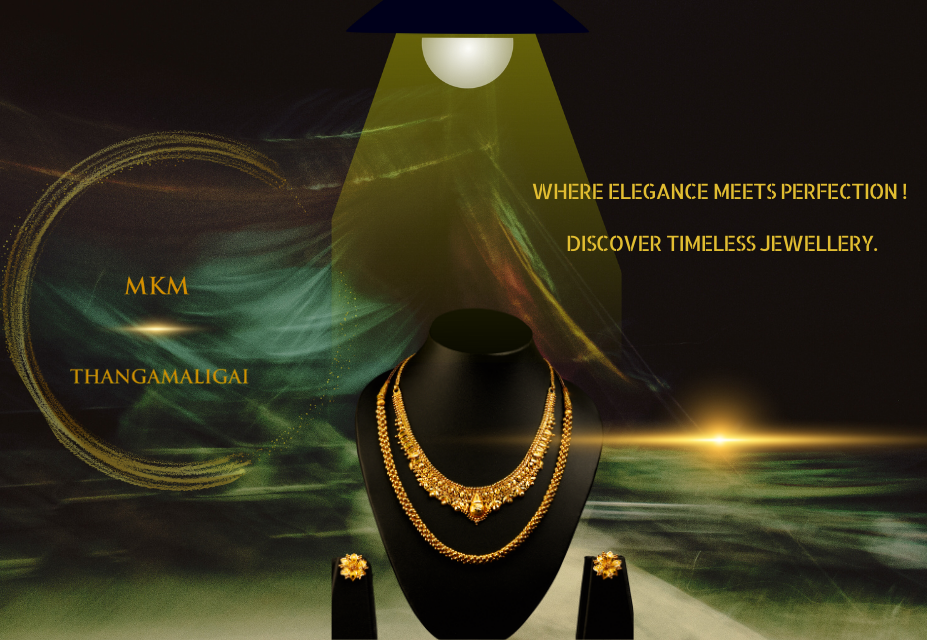 MKM
THANGAMALIGAI
WHERE ELEGANCE MEETS PERFECTION !
DISCOVER TIMELESS JEWELLERY.